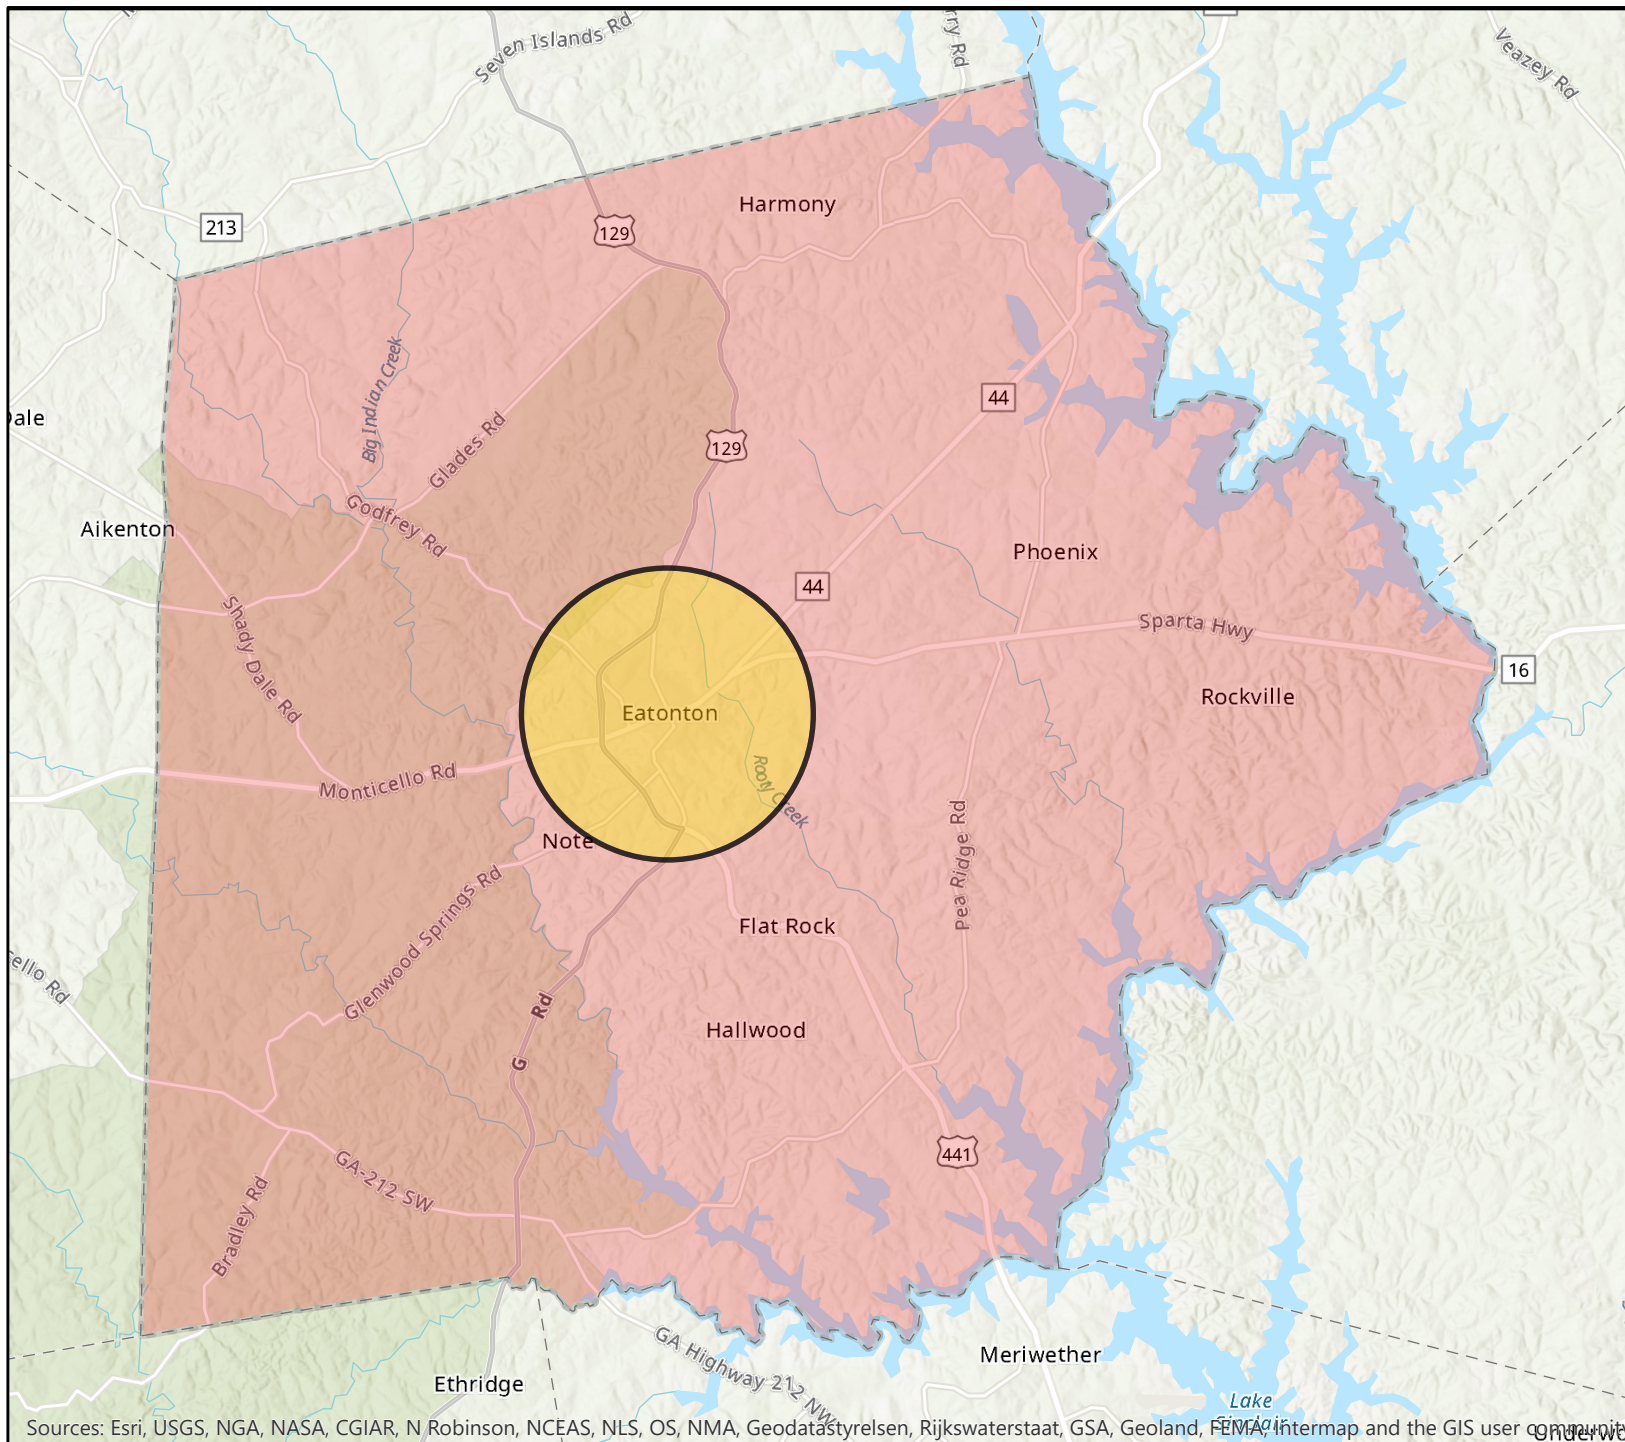 Seven Islands Rd
Veazey Rd
213
Harmony
129
Big Indian Creek
44
Glades Rd
129
Godfrey Rd
Aikenton
Phoenix
44
Shady Dale Rd
Sparta Hwy
16
Rockville
Eatonton
Monticello Rd
Rooty Creek
Note
Pea Ridge Rd
Glenwood Springs Rd
Flat Rock
Rd
Hallwood
G
441
GA-212 SW
Bradley Rd
Meriwether
GA Highway 212 NW
Ethridge
Lake
Sinclair
Sources: Esri, USGS, NGA, NASA, CGIAR, N Robinson, NCEAS, NLS, OS, NMA, Geodatastyrelsen, Rijkswaterstaat, GSA, Geoland, FEMA, Intermap and the GIS user community